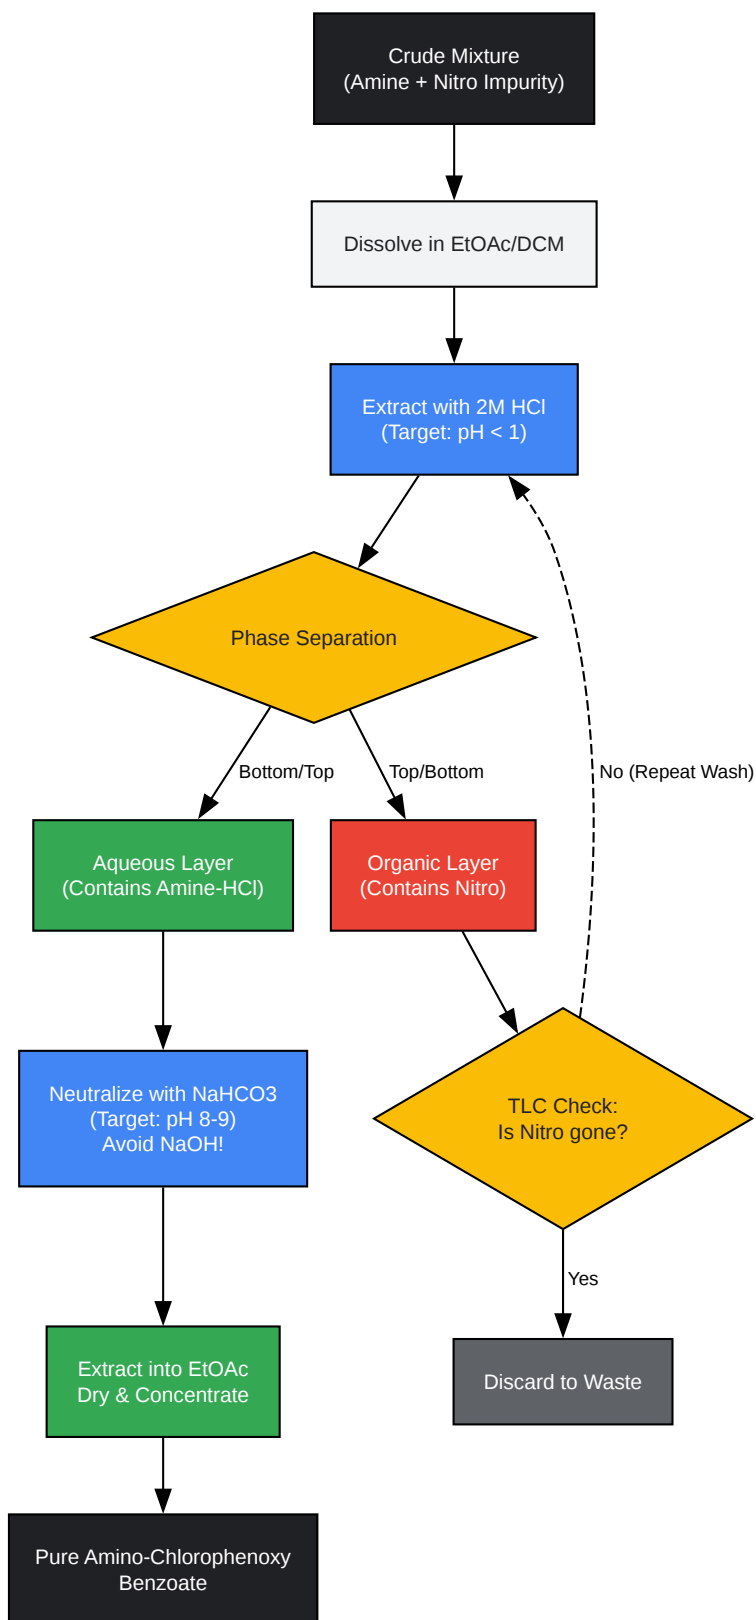 Crude Mixture
(Amine + Nitro Impurity)
Dissolve in EtOAc/DCM
Extract with 2M HCl
(Target: pH < 1)
Phase Separation
Bottom/Top
Top/Bottom
No (Repeat Wash)
Aqueous Layer
(Contains Amine-HCl)
Organic Layer
(Contains Nitro)
Neutralize with NaHCO3
(Target: pH 8-9)
Avoid NaOH!
TLC Check:
Is Nitro gone?
Yes
Extract into EtOAc
Dry & Concentrate
Discard to Waste
Pure Amino-Chlorophenoxy
Benzoate